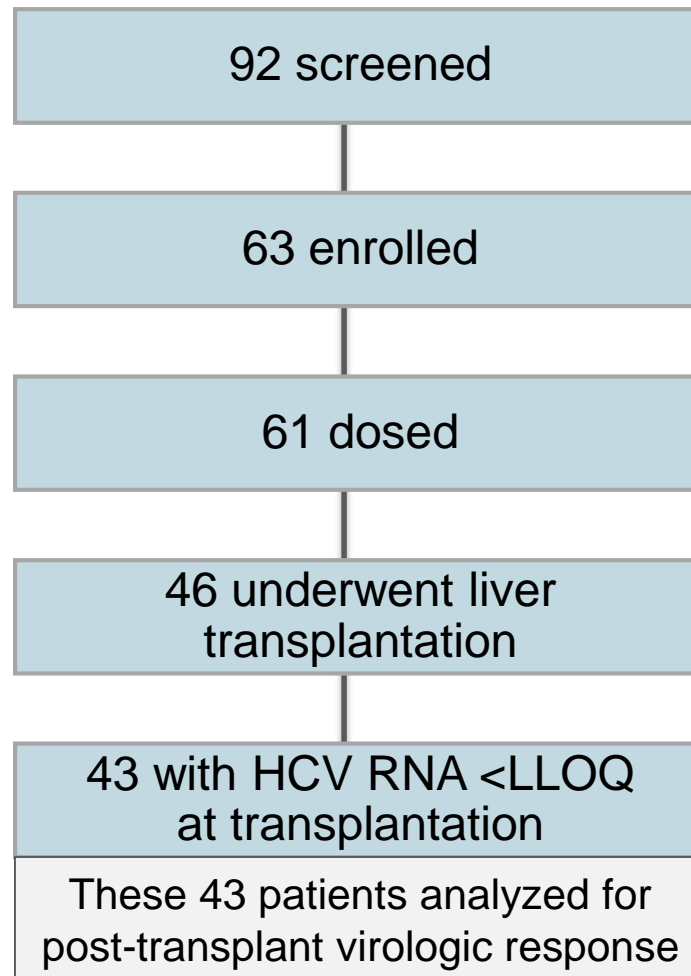 92 screened
63 enrolled
61 dosed
46 underwent liver
transplantation
43 with HCV RNA <LLOQ
at transplantation
These 43 patients analyzed for
post-transplant virologic response